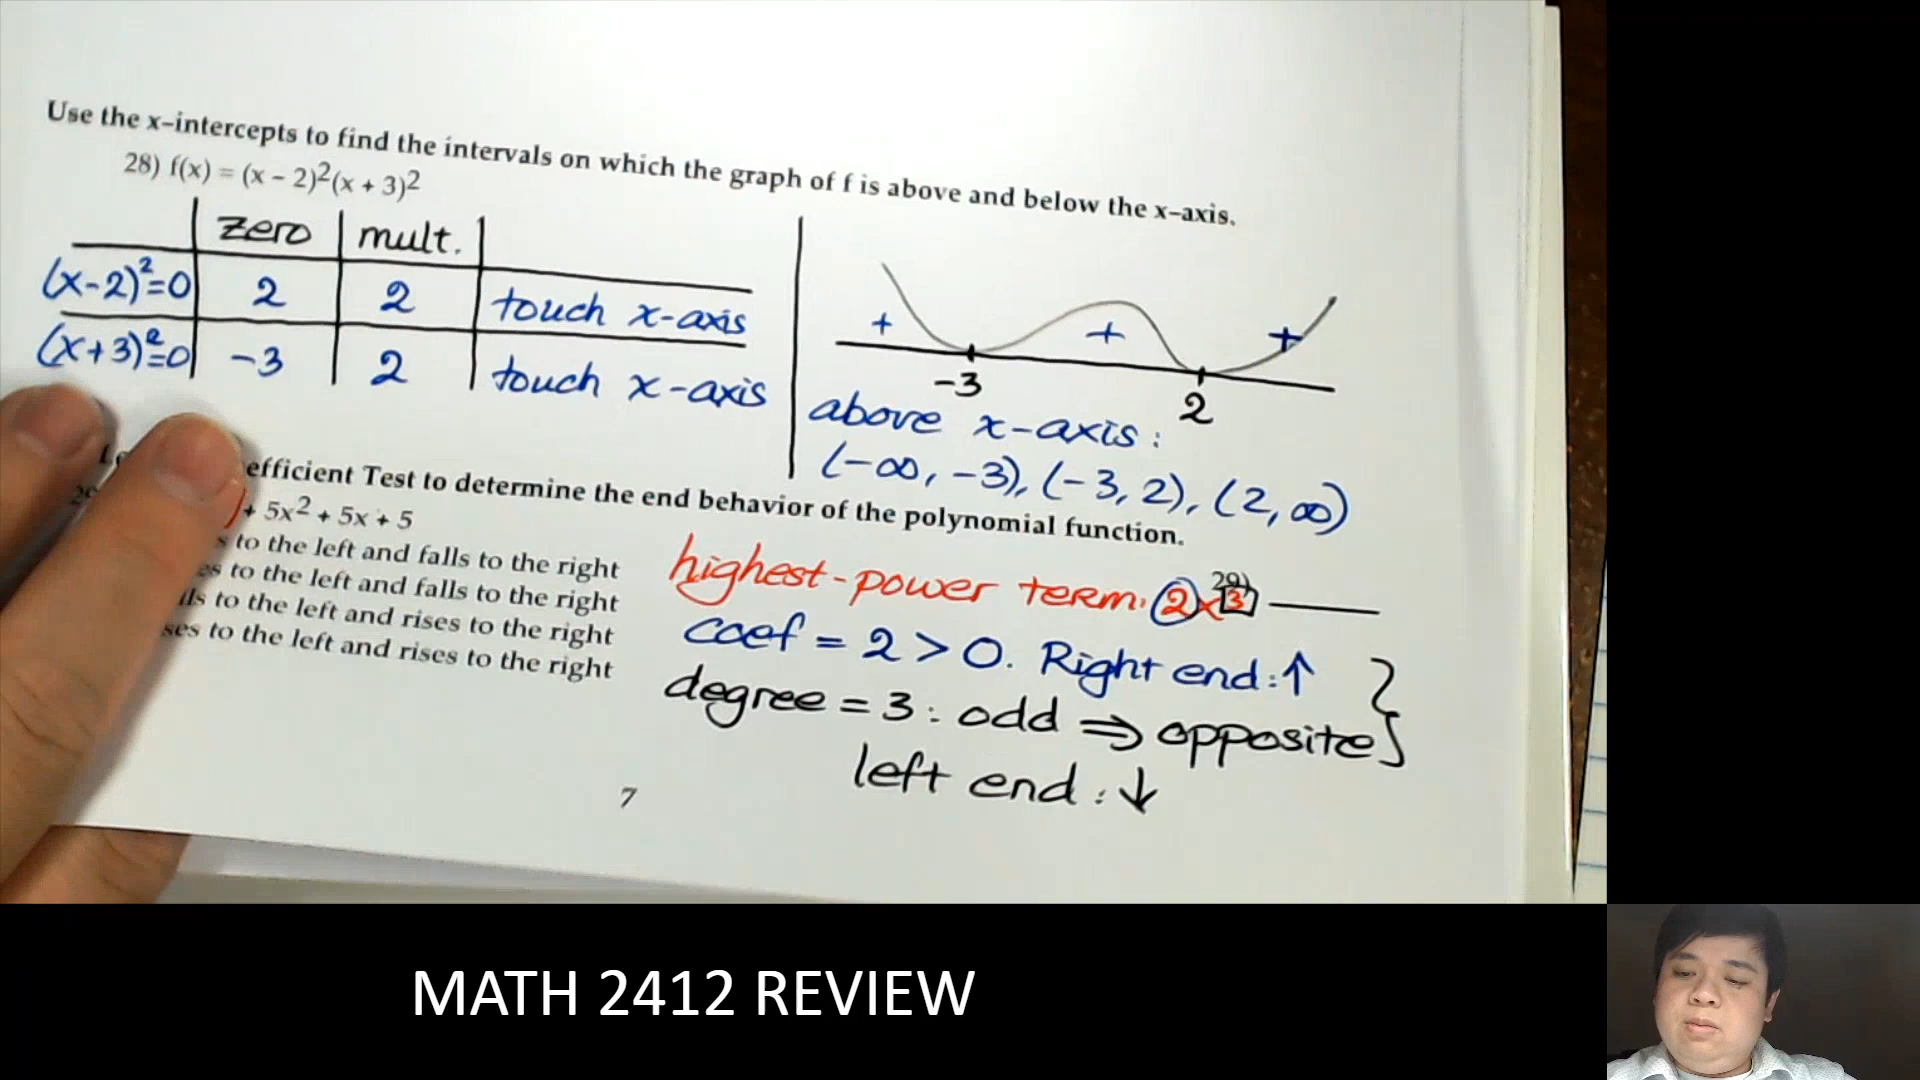 Use the x-intercepts to find the intervals on which the graph of f is above and below the x-axis.
28) f(x) = (x - 2)²(x + 3)²
zero mult.
(x-2)²=0 2 2 touch x-axis
(x+3)²=0 -3 2 touch x-axis
+ + +
-3 2
above x-axis:
(-∞, -3), (-3, 2), (2, ∞)
efficient Test to determine the end behavior of the polynomial function.
+ 5x² + 5x + 5
to the left and falls to the right
to the left and falls to the right
to the left and rises to the right
to the left and rises to the right
29)
highest-power term: 2x³
coef = 2 > 0. Right end: ↑
degree = 3: odd ⇒ opposite
left end: ↓
7
MATH 2412 REVIEW